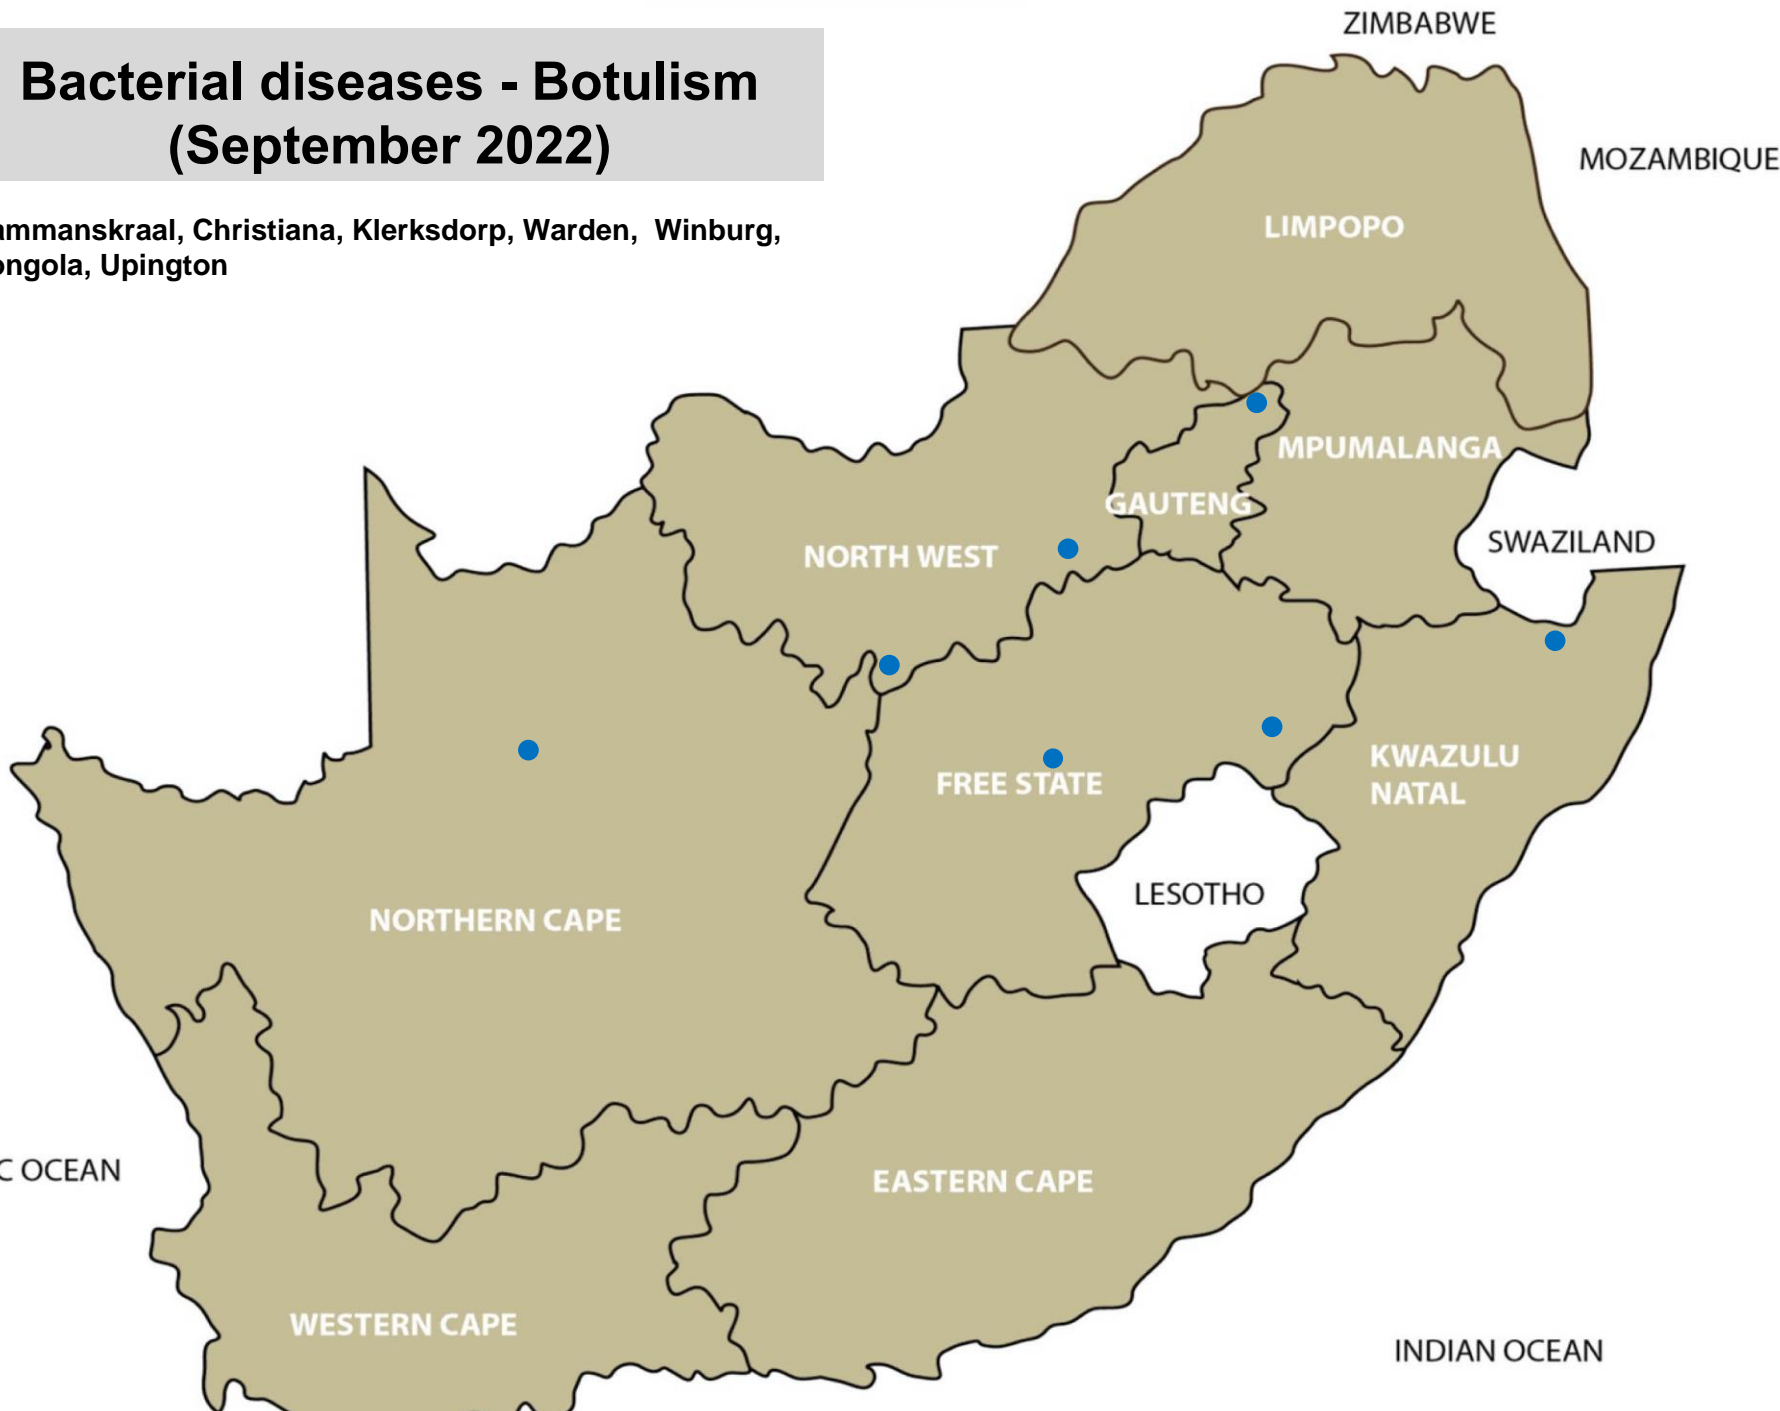 ZIMBABWE
Bacterial diseases - Botulism
(September 2022)
MOZAMBIQUE
ammanskraal, Christiana, Klerksdorp, Warden, Winburg,
ongola, Upington
LIMPOPO
MPUMALANGA
GAUTENG
SWAZILAND
NORTH WEST
KWAZULU
NATAL
FREE STATE
LESOTHO
NORTHERN CAPE
C OCEAN
EASTERN CAPE
WESTERN CAPE
INDIAN OCEAN